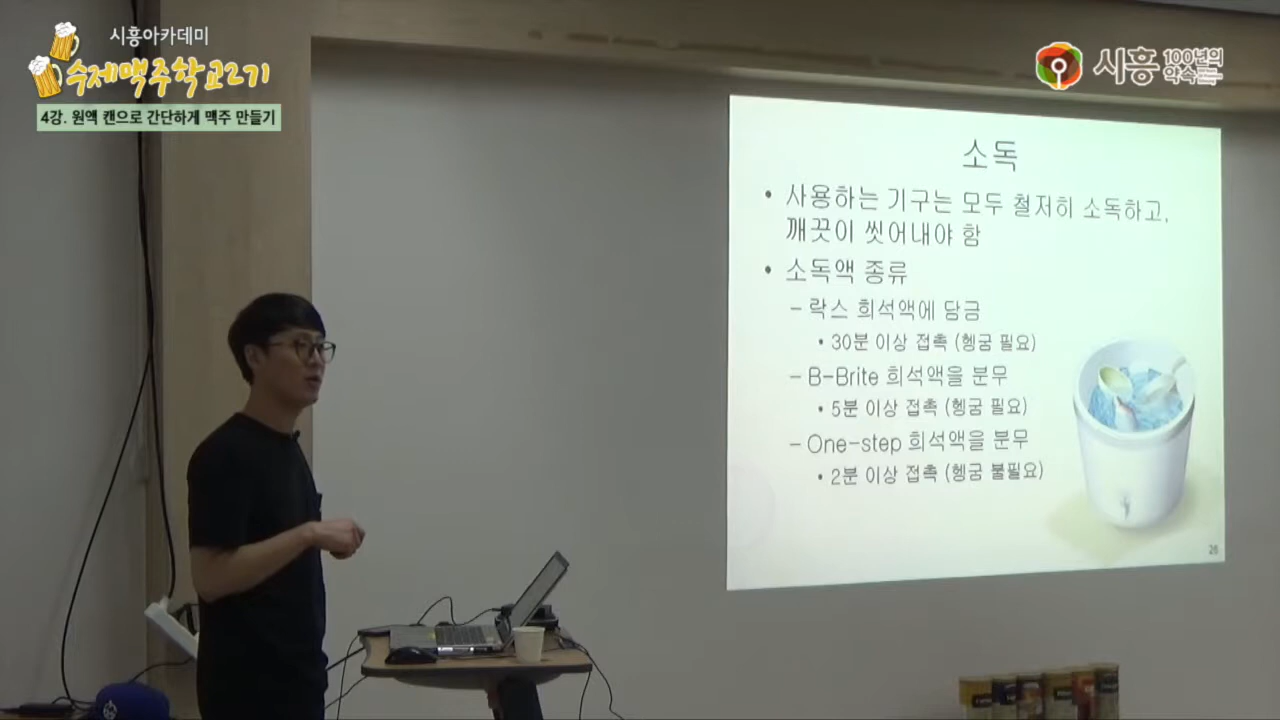 시흥아카데미
수제맥주학교2기
4강. 원액 캔으로 간단하게 맥주 만들기
시흥 100년의
약속
소독
• 사용하는 기구는 모두 철저히 소독하고,
깨끗이 씻어내야 함
• 소독액 종류
– 락스 희석액에 담금
• 30분 이상 접촉 (헹굼 필요)
– B-Brite 희석액을 분무
• 5분 이상 접촉 (헹굼 필요)
– One-step 희석액을 분무
• 2분 이상 접촉 (헹굼 불필요)
26